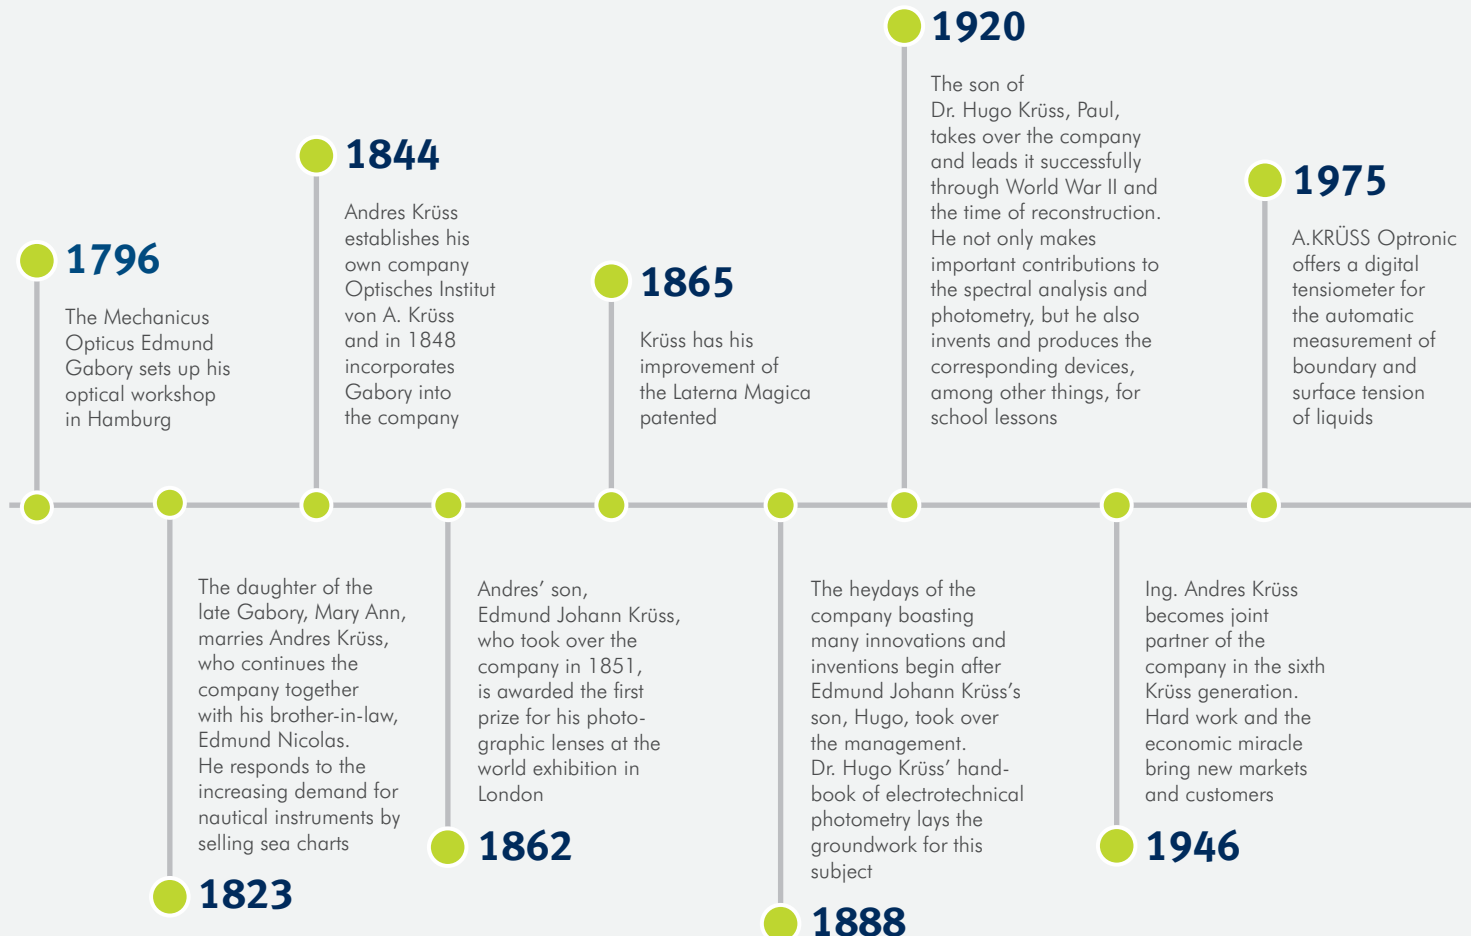 1796
The Mechanicus
Opticus Edmund
Gabory sets up his
optical workshop
in Hamburg
The daughter of the
late Gabory, Mary Ann,
marries Andres Krüss,
who continues the
company together
with his brother-in-law,
Edmund Nicolas.
He responds to the
increasing demand for
nautical instruments by
selling sea charts
1823
1844
Andres Krüss
establishes his
own company
Optisches Institut
von A. Krüss
and in 1848
incorporates
Gabory into
the company
Andres’ son,
Edmund Johann Krüss,
who took over the
company in 1851,
is awarded the first
prize for his photo-
graphic lenses at the
world exhibition in
London
1862
1865
Krüss has his
improvement of
the Laterna Magica
patented
The heydays of the
company boasting
many innovations and
inventions begin after
Edmund Johann Krüss’s
son, Hugo, took over
the management.
Dr. Hugo Krüss’ hand-
book of electrotechnical
photometry lays the
groundwork for this
subject
1888
1920
The son of
Dr. Hugo Krüss, Paul,
takes over the company
and leads it successfully
through World War II and
the time of reconstruction.
He not only makes
important contributions to
the spectral analysis and
photometry, but he also
invents and produces the
corresponding devices,
among other things, for
school lessons
Ing. Andres Krüss
becomes joint
partner of the
company in the sixth
Krüss generation.
Hard work and the
economic miracle
bring new markets
and customers
1946
1975
A.KRÜSS Optronic
offers a digital
tensiometer for
the automatic
measurement of
boundary and
surface tension
of liquids